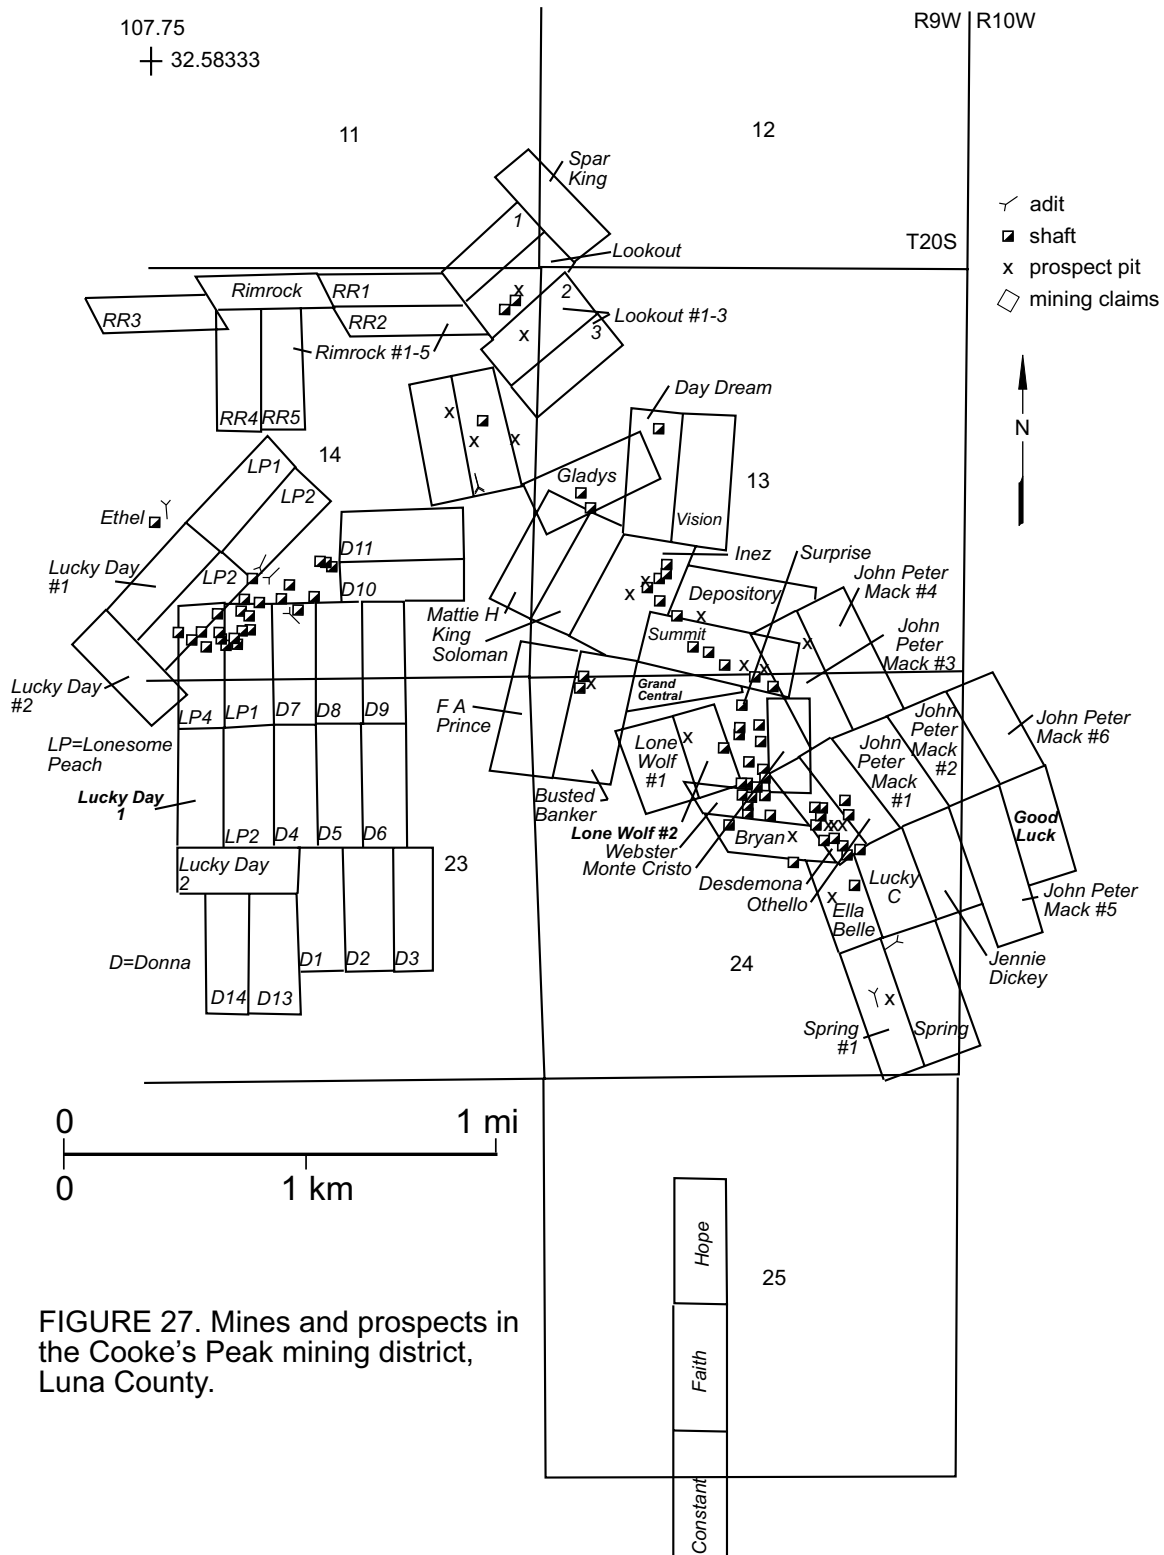 107.75
32.58333
R9W R10W
11
12
Spar
King
adit
shaft
x prospect pit
mining claims
T20S
1
Lookout
Rimrock
RR1
2
RR3
RR2
Lookout #1-3
3
Rimrock #1-5
N
x
x
Day Dream
RR4
RR5
x
x
x
14
LP1
LP2
Gladys
13
Ethel
Vision
D11
Inez
Surprise
Lucky Day
#1
LP2
D10
x
x
Depository
x
John Peter
Mack #4
Mattie H
King
Soloman
Summit
x
x
x
John
Peter
Mack #3
Lucky Day
#2
Grand
Central
x
LP4
LP1
D7
D8
D9
F A
Prince
LP=Lonesome
Peach
Lone
Wolf
#1
x
John
Peter
Mack
#2
John Peter
Mack #6
John
Peter
Mack
#1
Lucky Day
1
Busted
Banker
Good
Luck
LP2
D4
D5
D6
Lone Wolf #2
Webster
Monte Cristo
Bryan
x
x
x
Lucky Day
2
23
Desdemona
Othello
Lucky
C
John Peter
Mack #5
x
Ella
Belle
D=Donna
D1
D2
D3
24
Jennie
Dickey
D14
D13
x
Spring
#1
Spring
0
1 mi
0
1 km
Hope
25
FIGURE 27. Mines and prospects in
the Cooke's Peak mining district,
Luna County.
Faith
Constant